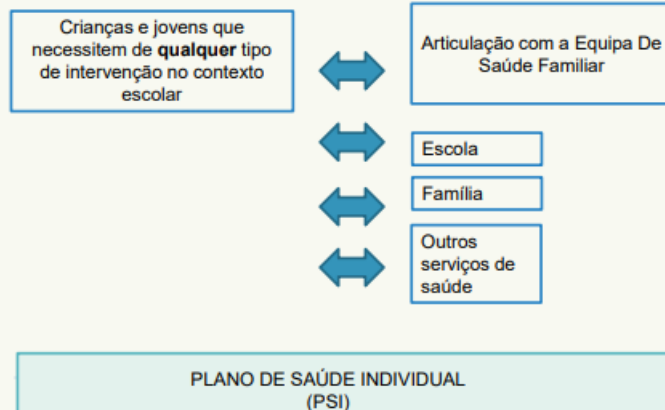 Crianças e jovens que
necessitem de qualquer tipo
de intervenção no contexto
escolar
Articulação com a Equipa De
Saúde Familiar
Escola
Família
Outros
serviços de
saúde
PLANO DE SAÚDE INDIVIDUAL
(PSI)